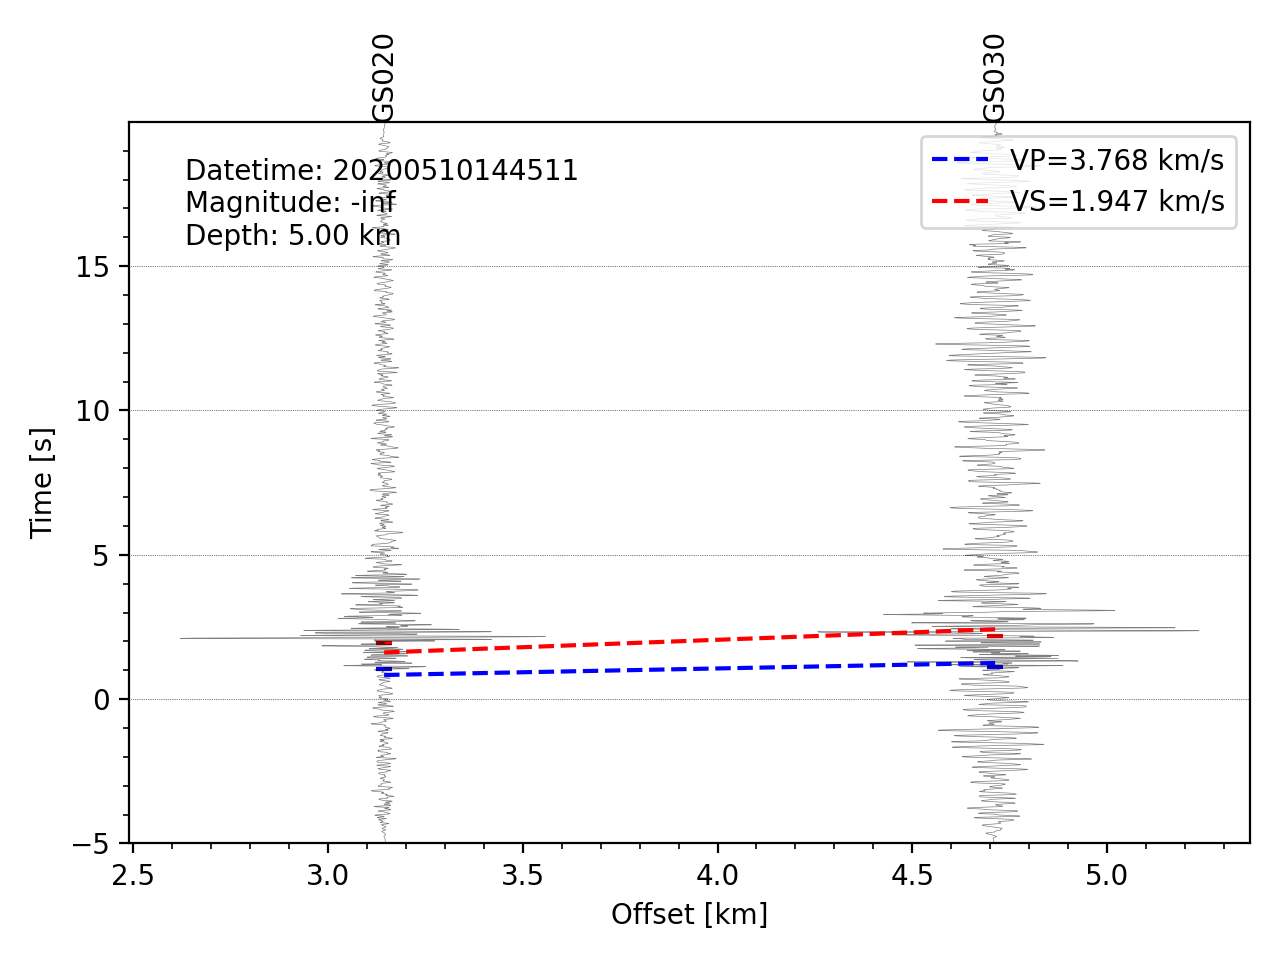 GS020 GS030
Datetime: 20200510144511
Magnitude: -inf
Depth: 5.00 km
VP=3.768 km/s
VS=1.947 km/s
15
10
5
0
−5
Time [s]
2.5 3.0 3.5 4.0 4.5 5.0
Offset [km]